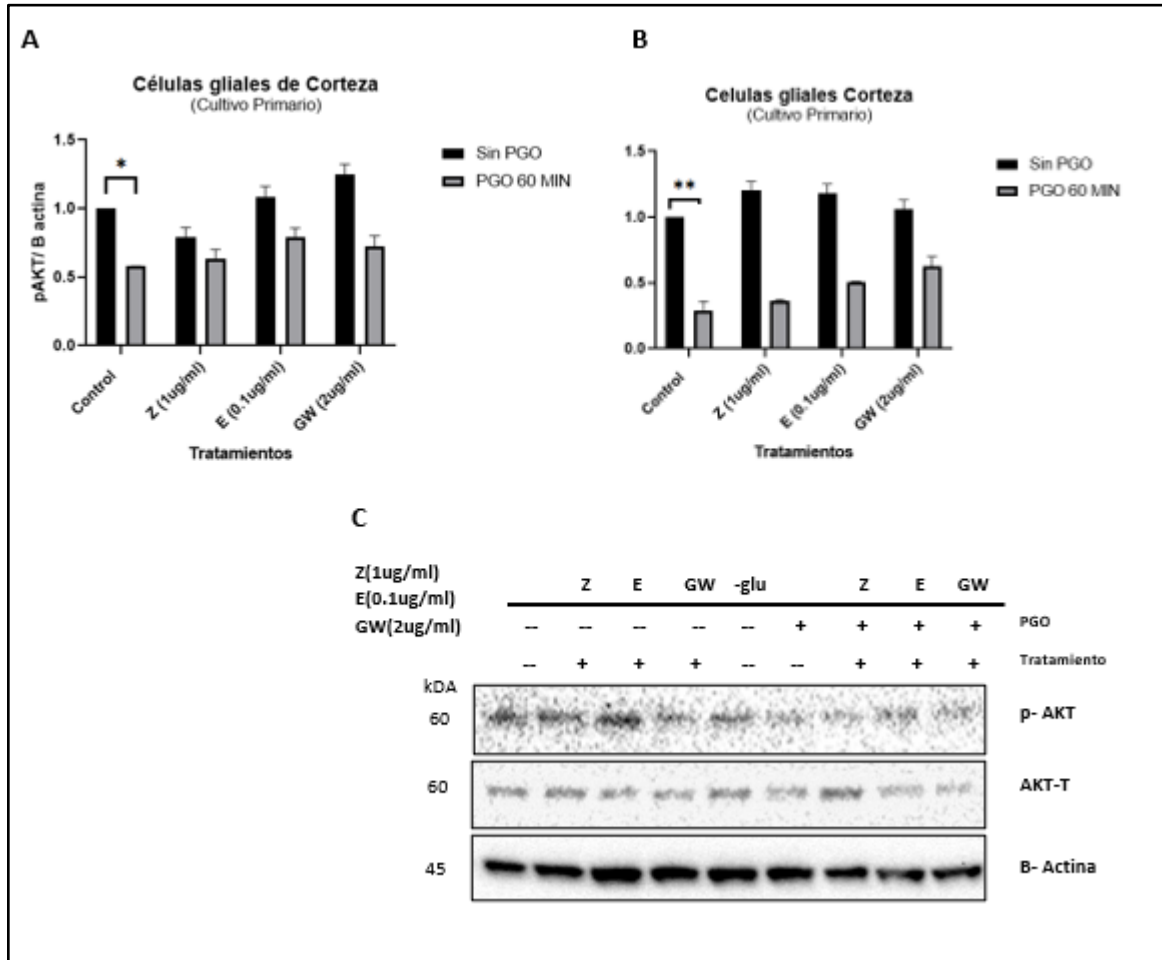 A
Células gliales de Corteza
(Cultivo Primario)
pAKT/ B actina
1.5
1.0
0.5
0.0
*
Sin PGO
PGO 60 MIN
Control
Z (1ug/ml)
E (0.1ug/ml)
GW (2ug/ml)
Tratamientos
B
Celulas gliales Corteza
(Cultivo Primario)
1.5
1.0
0.5
0.0
**
Sin PGO
PGO 60 MIN
Control
Z (1ug/ml)
E (0.1ug/ml)
GW (2ug/ml)
Tratamientos
C
Z(1ug/ml)
E(0.1ug/ml)
GW(2ug/ml)
Z E GW -glu Z E GW
-- -- -- -- -- + + + + PGO
-- + + + -- -- + + + Tratamiento
kDA
60 p- AKT
60 AKT-T
45 B- Actina